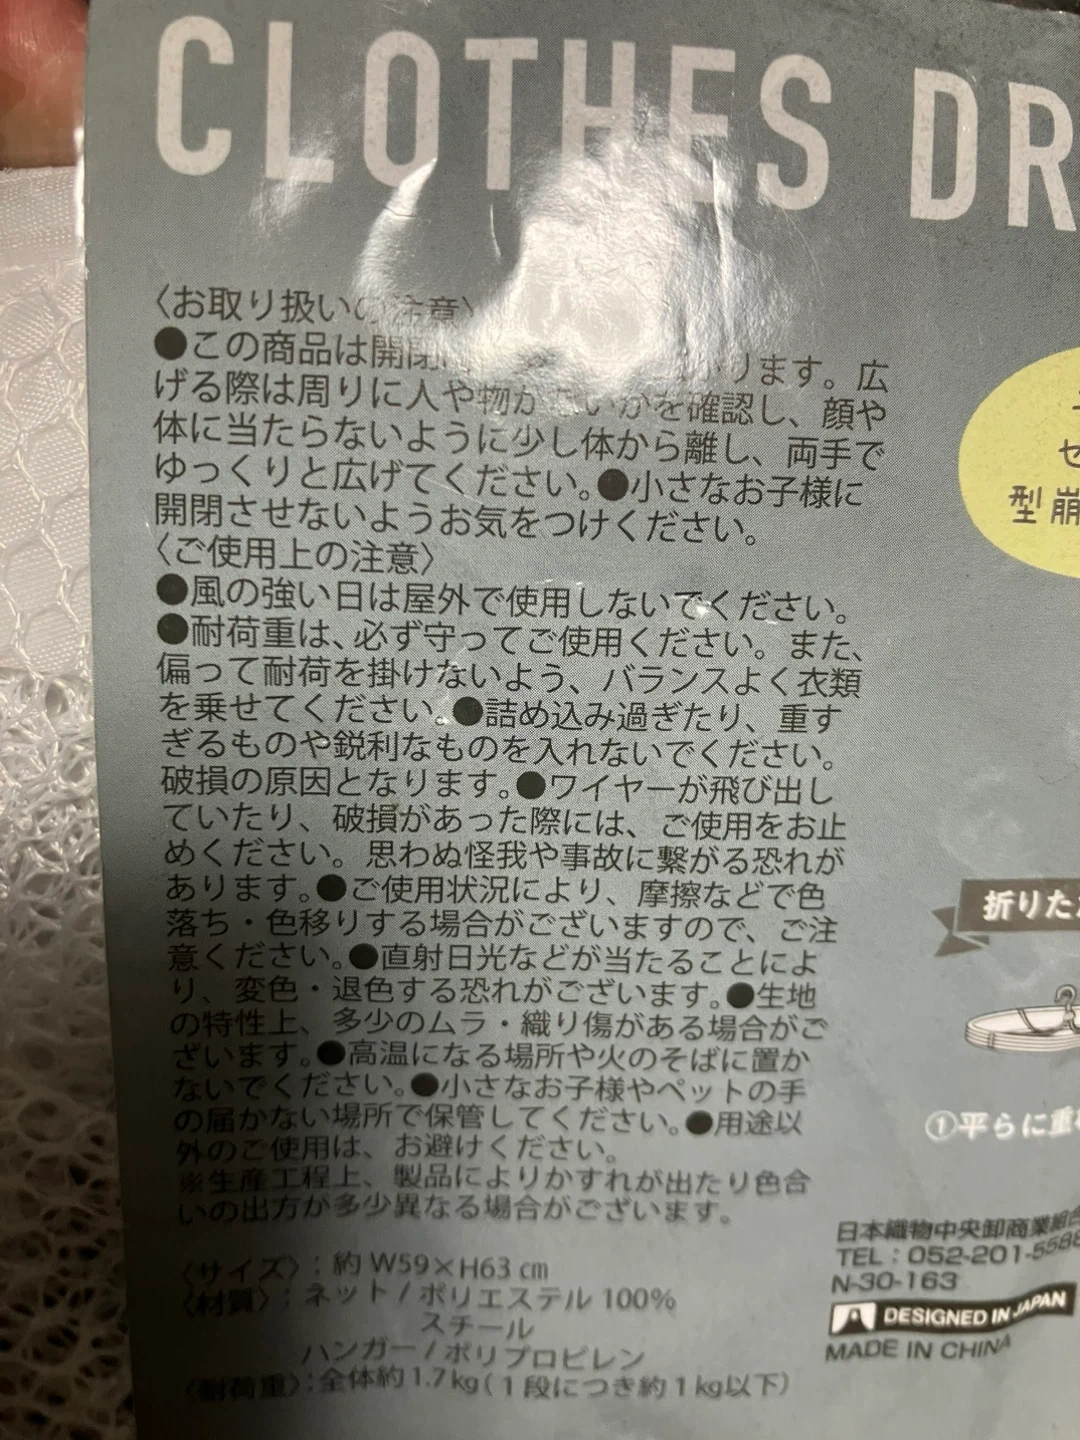 CLOTHES DR
〈お取り扱いの注意〉
●この商品は開閉 ります。広
げる際は周りに人や物が いかを確認し、顔や
体に当たらないように少し体から離し、両手で
ゆっくりと広げてください。●小さなお子様に
開閉させないようお気をつけください。
〈ご使用上の注意〉
●風の強い日は屋外で使用しないでください。
●耐荷重は、必ず守ってご使用ください。また、
偏って耐荷を掛けないよう、バランスよく衣類
を乗せてください。●詰め込み過ぎたり、重す
ぎるものや鋭利なものを入れないでください。
破損の原因となります。●ワイヤーが飛び出し
ていたり、破損があった際には、ご使用をお止
めください。思わぬ怪我や事故に繋がる恐れが
あります。●ご使用状況により、摩擦などで色
落ち・色移りする場合がございますので、ご注
意ください。●直射日光などが当たることによ
り、変色・退色する恐れがございます。●生地
の特性上、多少のムラ・織り傷がある場合がご
ざいます。●高温になる場所や火のそばに置か
ないでください。●小さなお子様やペットの手
の届かない場所で保管してください。●用途以
外のご使用は、お避けください。
※生産工程上、製品によりかすれが出たり色合
いの出方が多少異なる場合がございます。
〈サイズ〉：約 W59×H63 cm
〈材質〉：ネット / ポリエステル 100%
スチール
ハンガー / ポリプロピレン
〈耐荷重〉：全体約1.7kg（1段につき約1kg以下）
セ
型崩
折りた
①平らに重
日本織物中央卸商業組合
TEL：052-201-5588
N-30-163
DESIGNED IN JAPAN
MADE IN CHINA